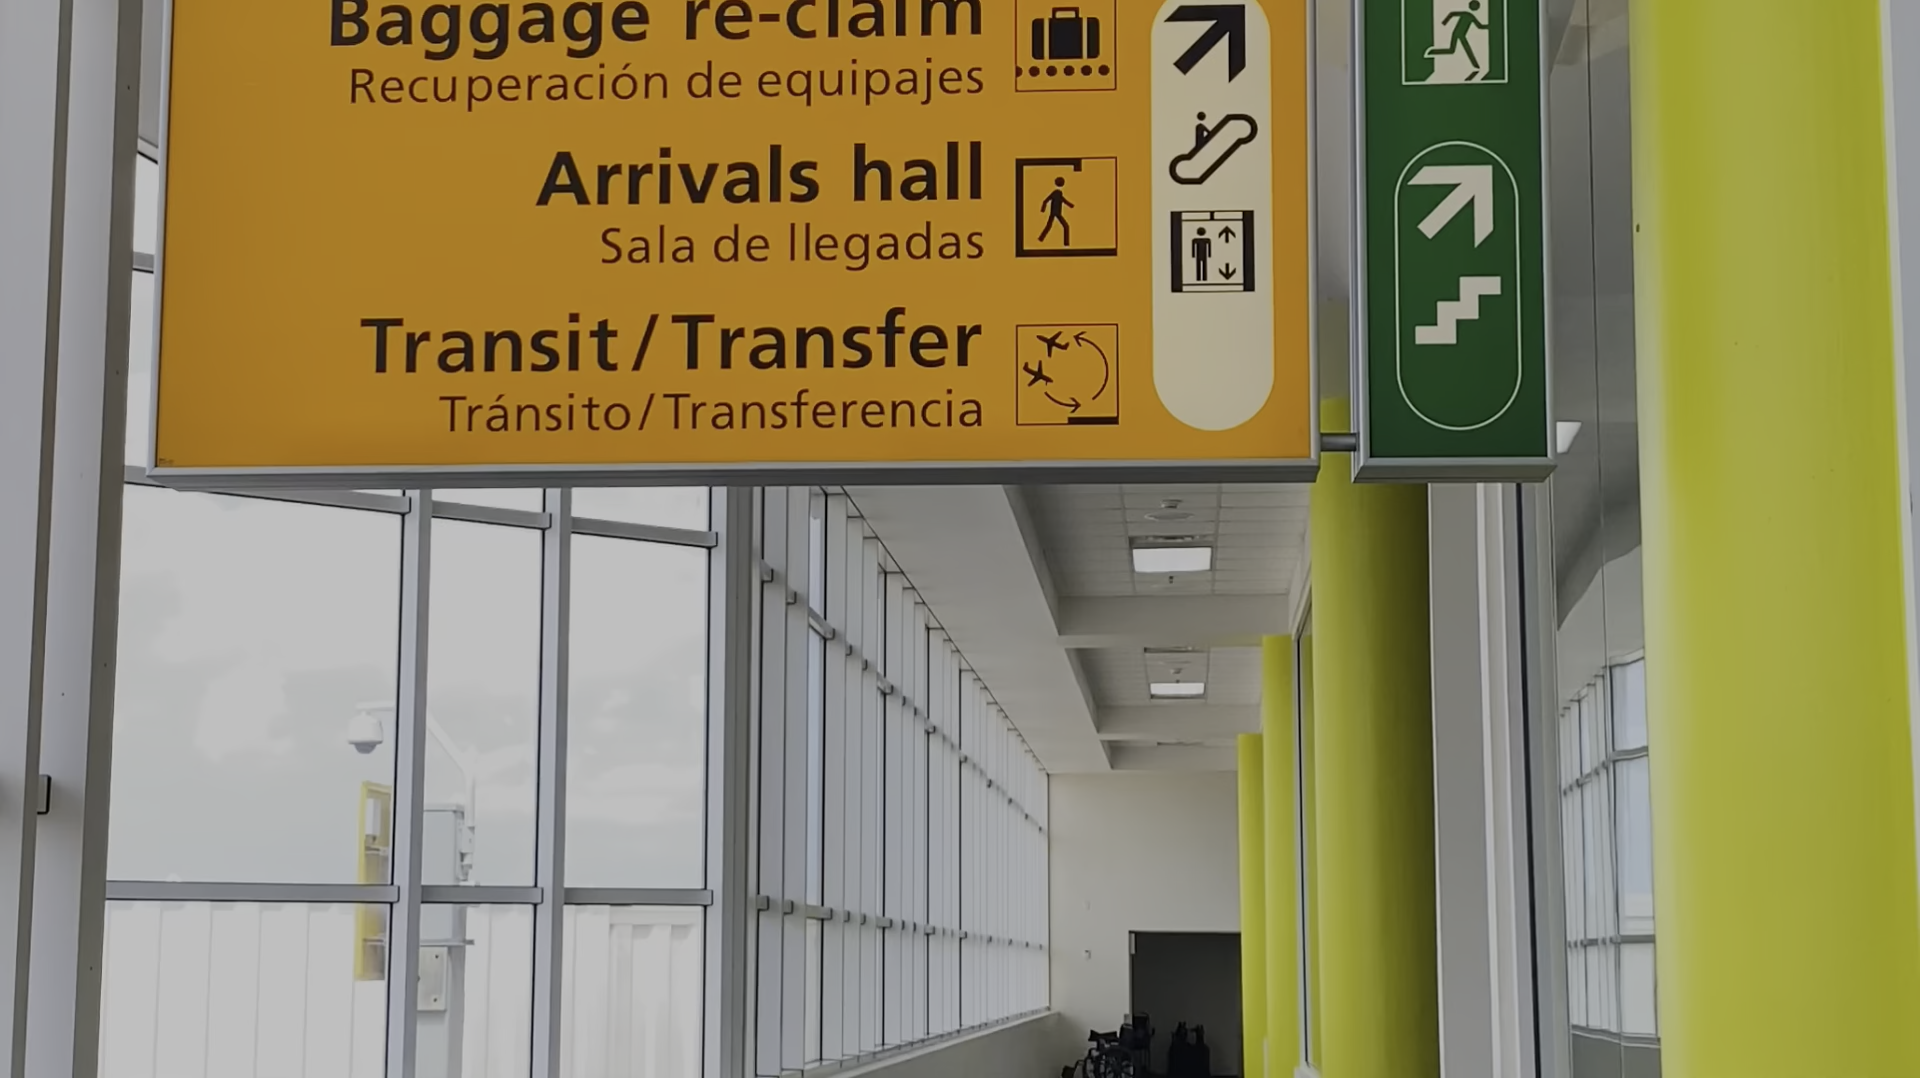 Baggage re-claim
Recuperación de equipajes
Arrivals hall
Sala de llegadas
Transit / Transfer
Tránsito / Transferencia